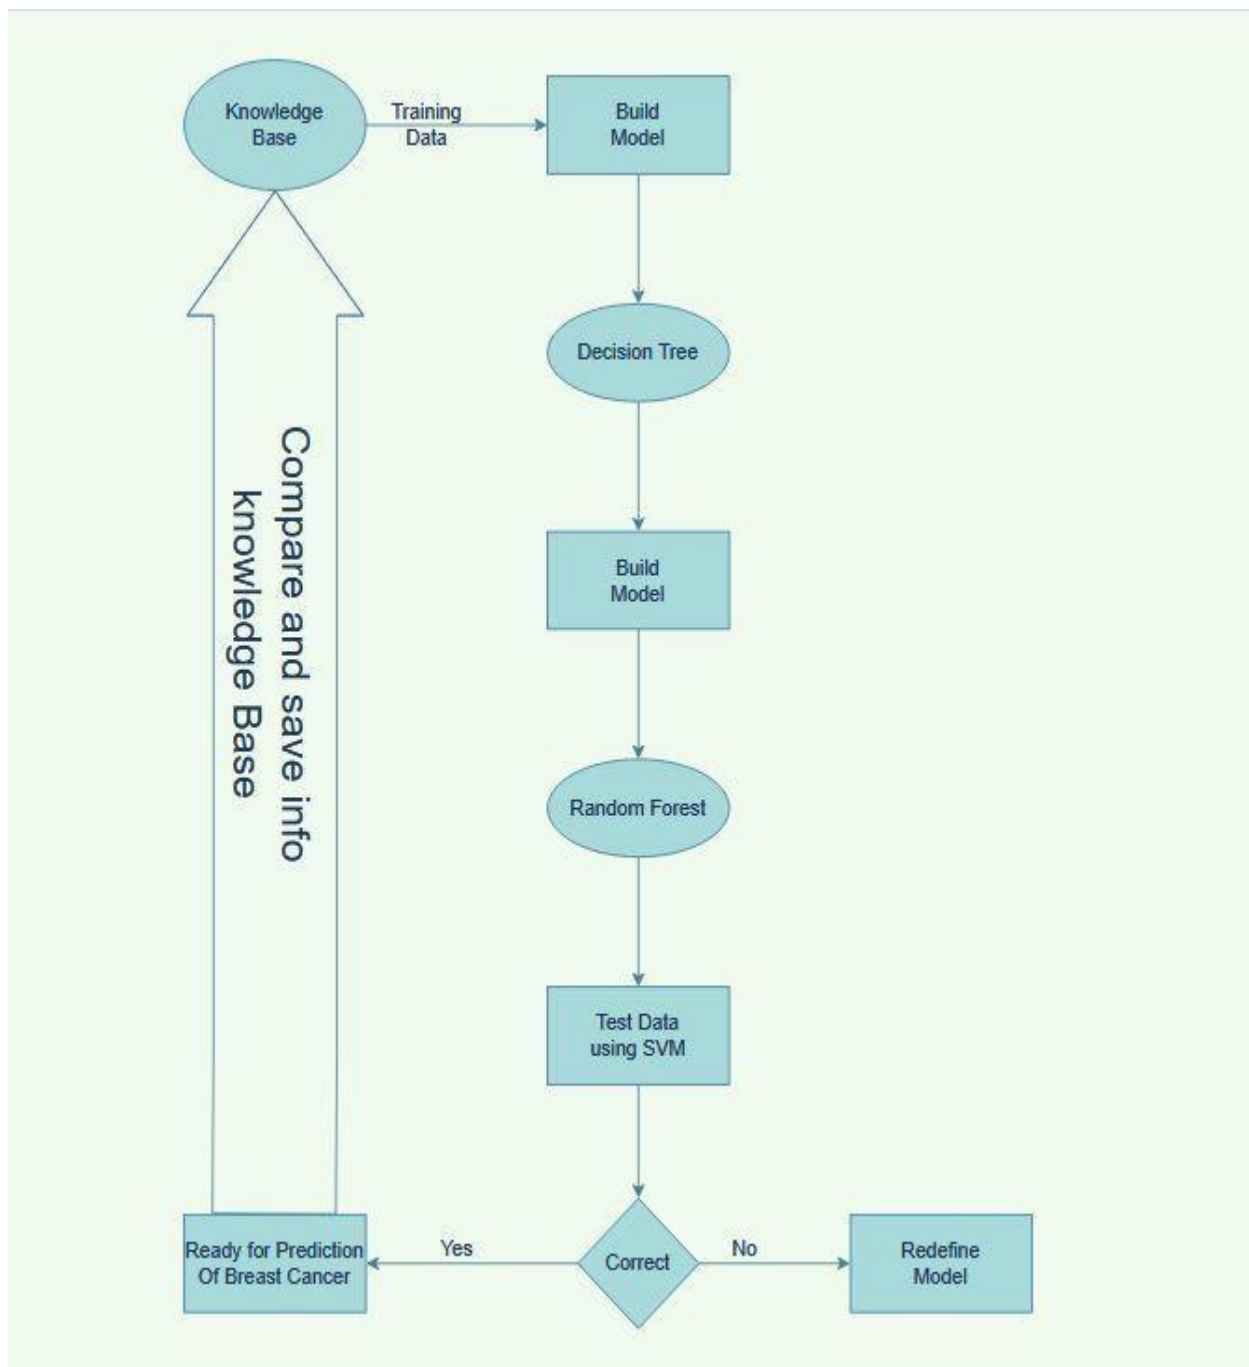 Knowledge
Base
Training
Data
Build
Model
Decision Tree
Build
Model
Random Forest
Test Data
using SVM
Correct
Yes
No
Ready for Prediction
Of Breast Cancer
Redefine
Model
Compare and save info
knowledge Base